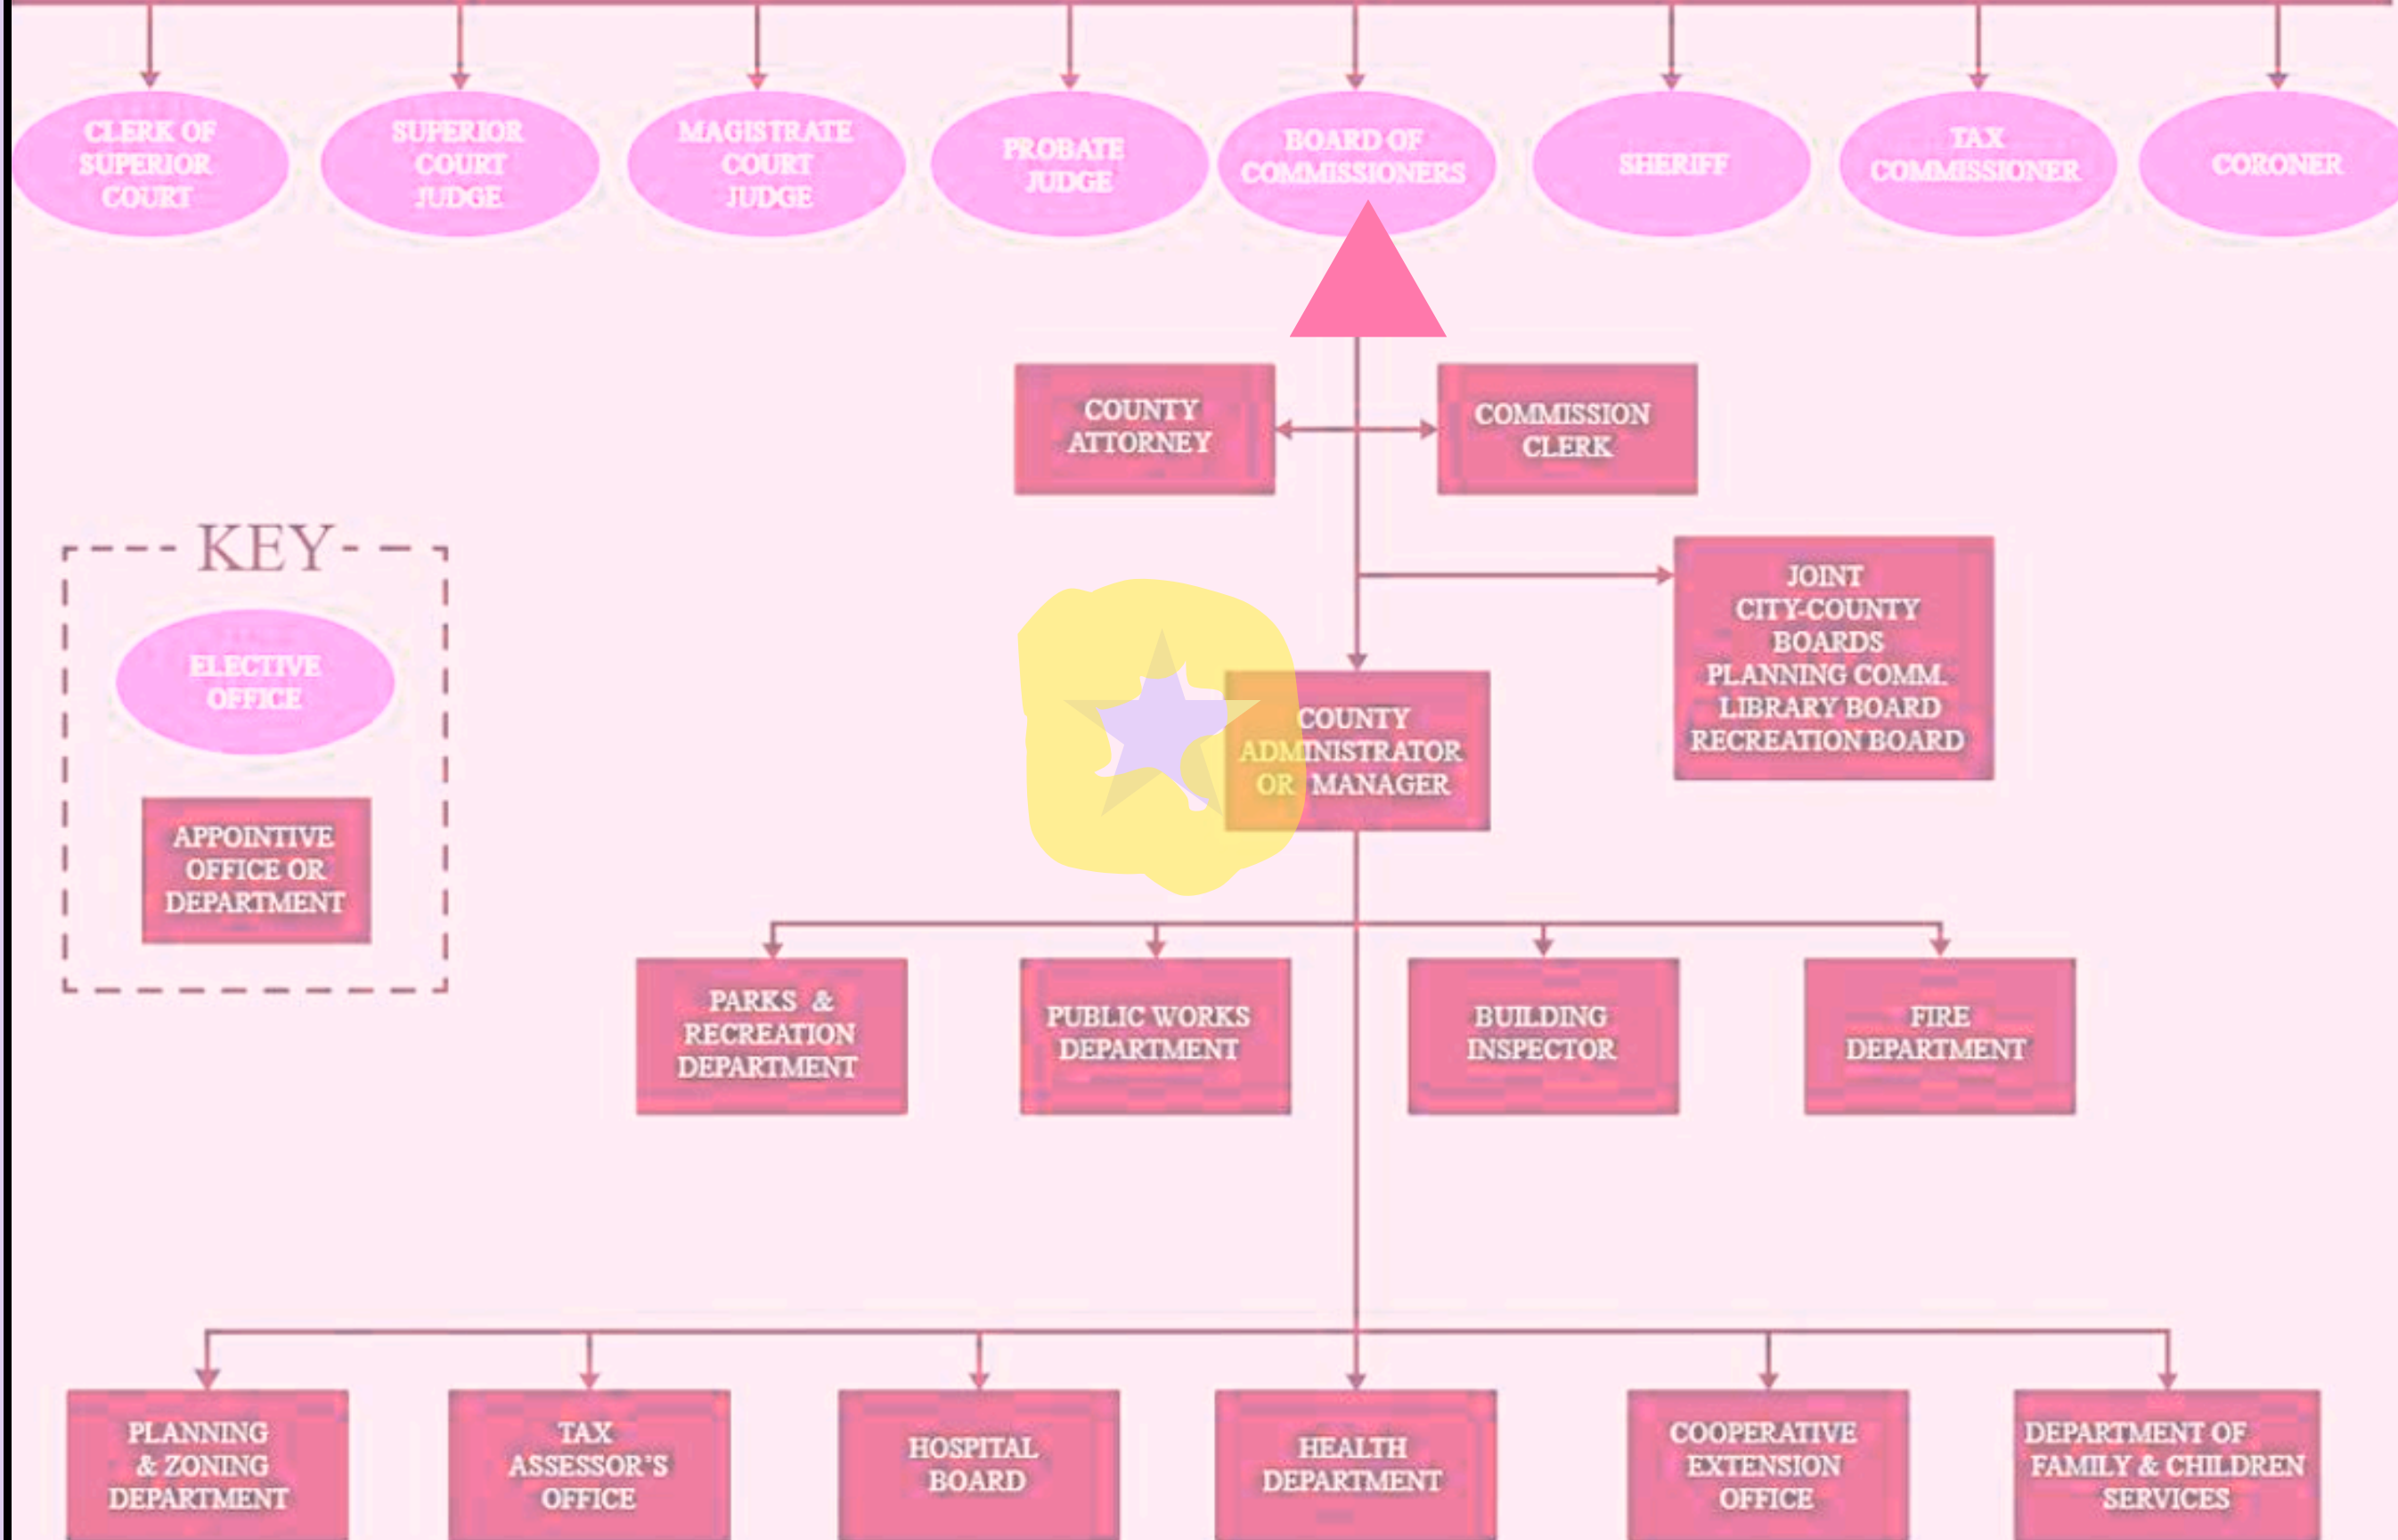 CLERK OF
SUPERIOR
COURT
SUPERIOR
COURT
JUDGE
MAGISTRATE
COURT
JUDGE
PROBATE
JUDGE
BOARD OF
COMMISSIONERS
SHERIFF
TAX
COMMISSIONER
CORONER
COUNTY
ATTORNEY
COMMISSION
CLERK
KEY
ELECTIVE
OFFICE
APPOINTIVE
OFFICE OR
DEPARTMENT
JOINT
CITY-COUNTY
BOARDS
PLANNING COMM.
LIBRARY BOARD
RECREATION BOARD
COUNTY
ADMINISTRATOR
OR MANAGER
PARKS &
RECREATION
DEPARTMENT
PUBLIC WORKS
DEPARTMENT
BUILDING
INSPECTOR
FIRE
DEPARTMENT
PLANNING
& ZONING
DEPARTMENT
TAX
ASSESSOR'S
OFFICE
HOSPITAL
BOARD
HEALTH
DEPARTMENT
COOPERATIVE
EXTENSION
OFFICE
DEPARTMENT OF
FAMILY & CHILDREN
SERVICES